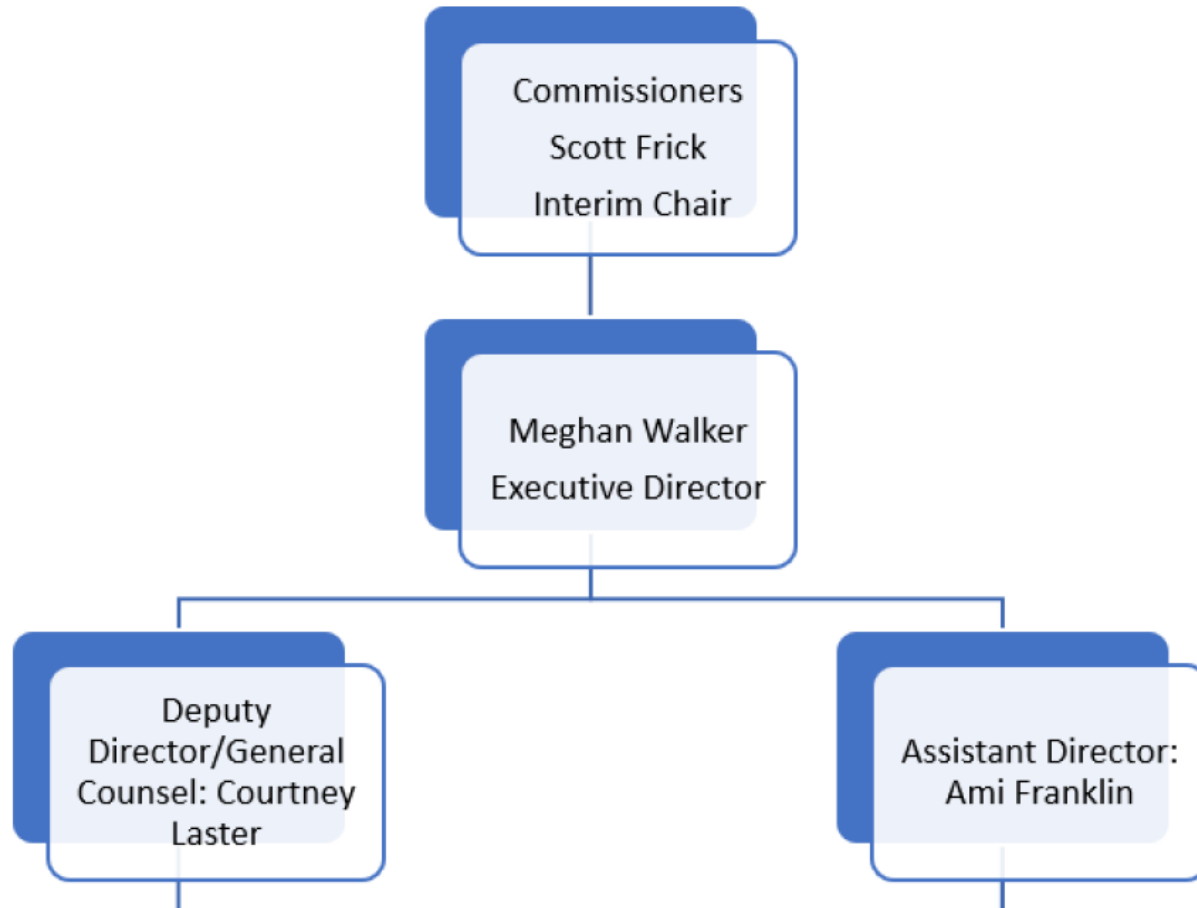 Commissioners
Scott Frick
Interim Chair
Meghan Walker
Executive Director
Deputy
Director/General
Counsel: Courtney
Laster
Assistant Director:
Ami Franklin